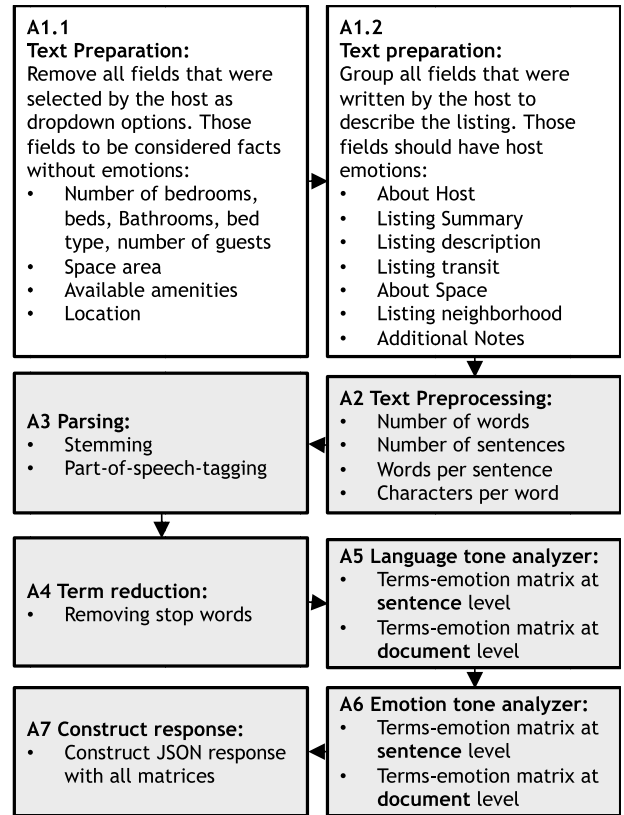 A1.1
Text Preparation:
Remove all fields that were
selected by the host as
dropdown options. Those
fields to be considered facts
without emotions:
• Number of bedrooms,
beds, Bathrooms, bed
type, number of guests
• Space area
• Available amenities
• Location
A1.2
Text preparation:
Group all fields that were
written by the host to
describe the listing. Those
fields should have host
emotions:
• About Host
• Listing Summary
• Listing description
• Listing transit
• About Space
• Listing neighborhood
• Additional Notes
A2 Text Preprocessing:
• Number of words
• Number of sentences
• Words per sentence
• Characters per word
A3 Parsing:
• Stemming
• Part-of-speech-tagging
A4 Term reduction:
• Removing stop words
A5 Language tone analyzer:
• Terms-emotion matrix at
sentence level
• Terms-emotion matrix at
document level
A6 Emotion tone analyzer:
• Terms-emotion matrix at
sentence level
• Terms-emotion matrix at
document level
A7 Construct response:
• Construct JSON response
with all matrices